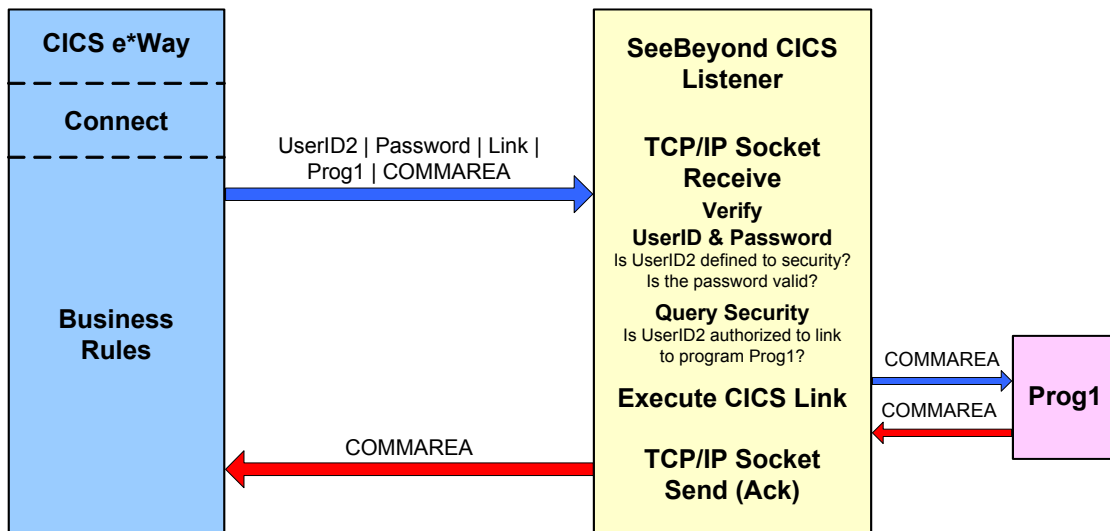 CICS e*Way
Connect
Business
Rules
UserID2 | Password | Link |
Prog1 | COMMAREA
COMMAREA
SeeBeyond CICS
Listener
TCP/IP Socket
Receive
Verify
UserID & Password
Is UserID2 defined to security?
Is the password valid?
Query Security
Is UserID2 authorized to link
to program Prog1?
Execute CICS Link
TCP/IP Socket
Send (Ack)
COMMAREA
COMMAREA
Prog1